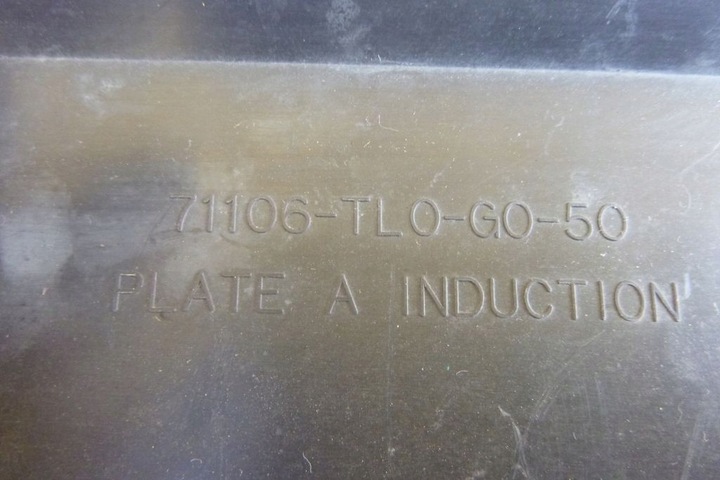 71106-TL0-G0-50
PLATE A INDUCTION